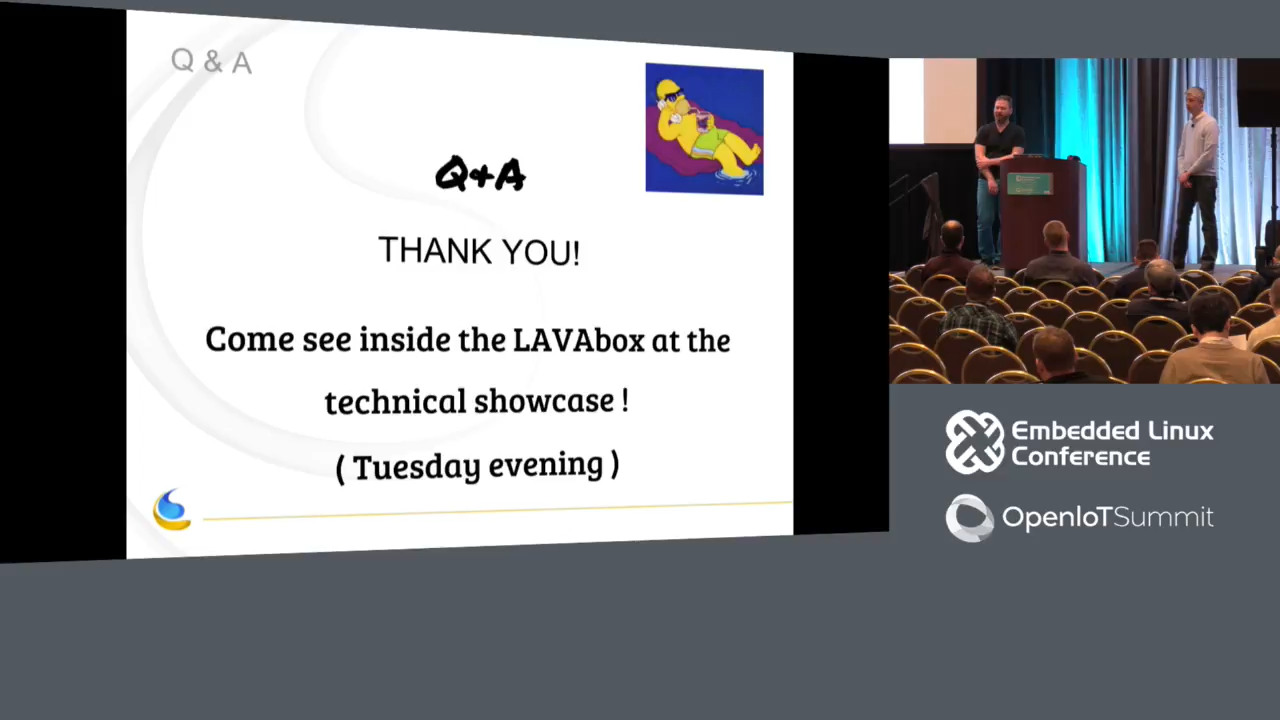 Q & A
Q+A
THANK YOU!
Come see inside the LAVAbox at the
technical showcase !
( Tuesday evening )
Embedded Linux
Conference
OpenIoTSummit